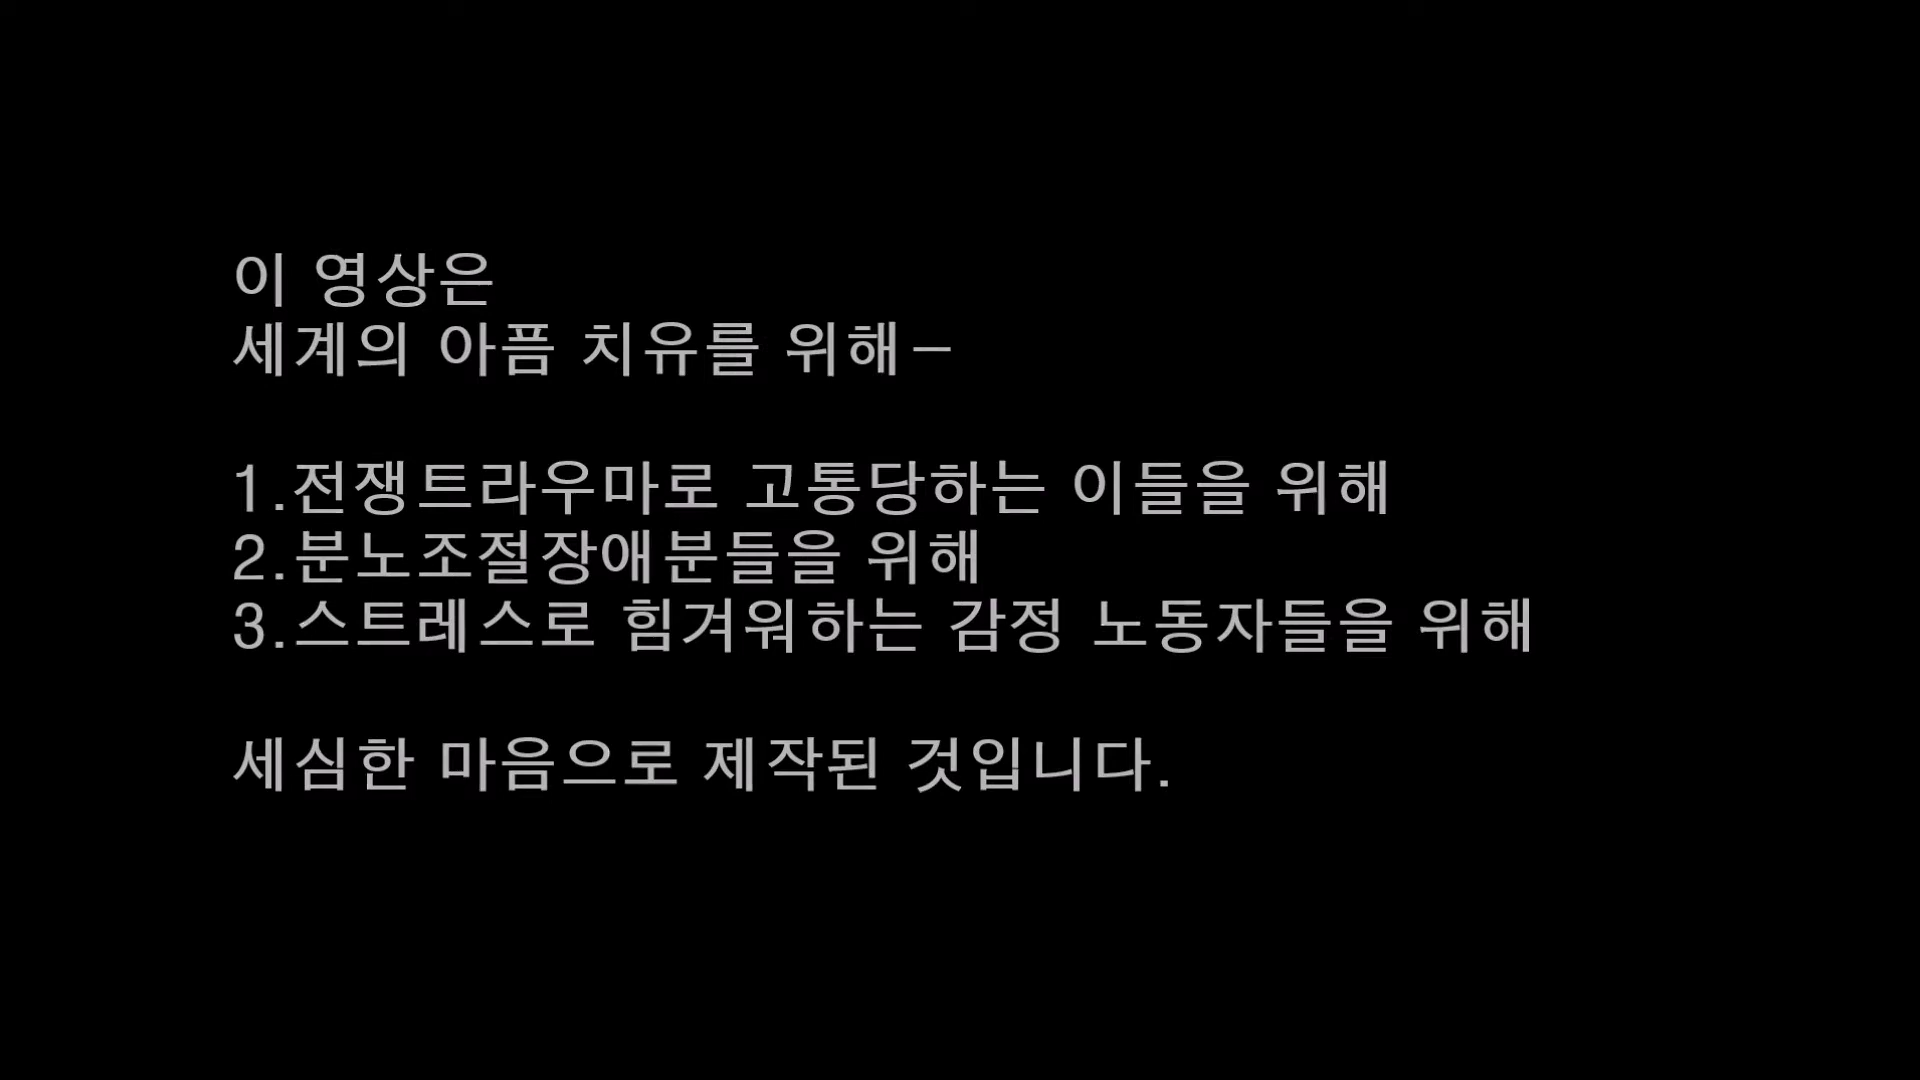 이 영상은
세계의 아픔 치유를 위해-
1.전쟁트라우마로 고통당하는 이들을 위해
2.분노조절장애분들을 위해
3.스트레스로 힘겨워하는 감정 노동자들을 위해
세심한 마음으로 제작된 것입니다.